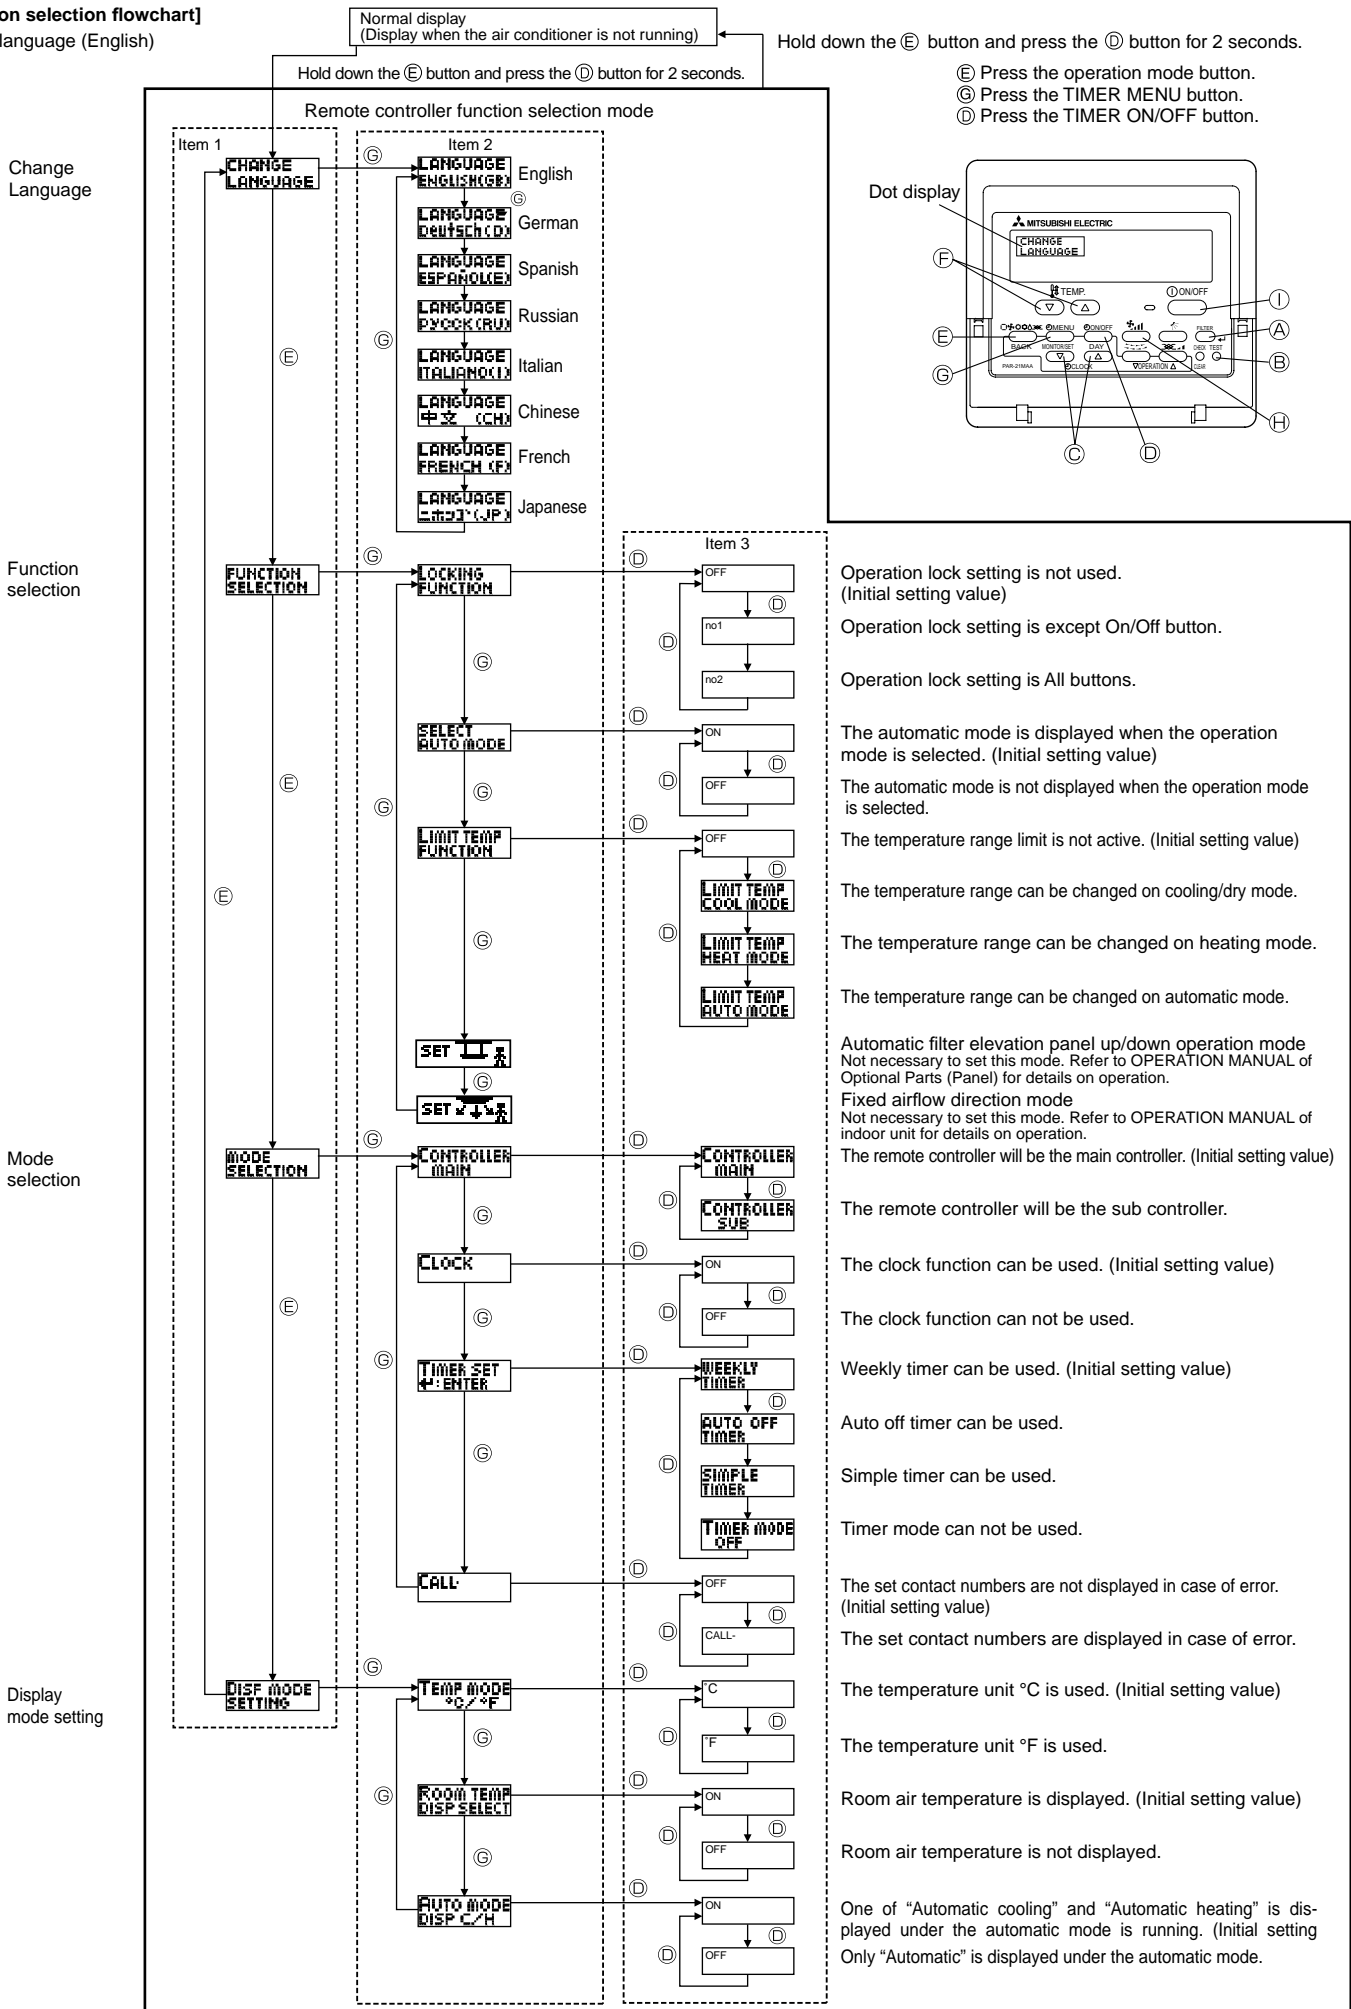 on selection flowchart]
language (English)
Normal display
(Display when the air conditioner is not running)
Hold down the Ⓔ button and press the Ⓓ button for 2 seconds.
Hold down the Ⓔ button and press the Ⓓ button for 2 seconds.
Ⓔ Press the operation mode button.
Ⓖ Press the TIMER MENU button.
Ⓓ Press the TIMER ON/OFF button.
Remote controller function selection mode
Item 1
Item 2
Change
Language
CHANGE
LANGUAGE
Ⓖ
LANGUAGE
ENGLISH(GB)
English
Ⓖ
LANGUAGE
Deutsch(D)
German
LANGUAGE
ESPAÑOL(E)
Spanish
LANGUAGE
РУССК(RU)
Russian
LANGUAGE
ITALIANO(I)
Italian
LANGUAGE
中文 (CH)
Chinese
LANGUAGE
FRENCH (F)
French
LANGUAGE
ニホンゴ(JP)
Japanese
Ⓖ
Ⓔ
Dot display
MITSUBISHI ELECTRIC
CHANGE
LANGUAGE
TEMP.
ON/OFF
MENU
ON/OFF
FILTER
BACK
MONITOR/SET
DAY
CHECK
TEST
PAR-21MAA
CLOCK
OPERATION
CLEAR
Ⓕ
Ⓔ
Ⓖ
Ⓒ
Ⓓ
Ⓘ
Ⓐ
Ⓑ
Ⓗ
Item 3
Function
selection
FUNCTION
SELECTION
Ⓖ
LOCKING
FUNCTION
Ⓓ
OFF
Operation lock setting is not used.
(Initial setting value)
Ⓓ
no1
Operation lock setting is except On/Off button.
Ⓓ
Ⓖ
no2
Operation lock setting is All buttons.
SELECT
AUTO MODE
Ⓓ
ON
The automatic mode is displayed when the operation
mode is selected. (Initial setting value)
Ⓓ
Ⓔ
Ⓖ
Ⓖ
Ⓓ
OFF
The automatic mode is not displayed when the operation mode
is selected.
LIMIT TEMP
FUNCTION
Ⓓ
OFF
The temperature range limit is not active. (Initial setting value)
Ⓓ
Ⓔ
LIMIT TEMP
COOL MODE
The temperature range can be changed on cooling/dry mode.
Ⓖ
Ⓓ
LIMIT TEMP
HEAT MODE
The temperature range can be changed on heating mode.
LIMIT TEMP
AUTO MODE
The temperature range can be changed on automatic mode.
SET
Automatic filter elevation panel up/down operation mode
Not necessary to set this mode. Refer to OPERATION MANUAL of
Optional Parts (Panel) for details on operation.
Ⓖ
SET
Fixed airflow direction mode
Not necessary to set this mode. Refer to OPERATION MANUAL of
indoor unit for details on operation.
Mode
selection
MODE
SELECTION
Ⓖ
CONTROLLER
MAIN
Ⓓ
CONTROLLER
MAIN
The remote controller will be the main controller. (Initial setting value)
Ⓓ
Ⓖ
Ⓓ
CONTROLLER
SUB
The remote controller will be the sub controller.
CLOCK
Ⓓ
ON
The clock function can be used. (Initial setting value)
Ⓓ
Ⓔ
Ⓖ
Ⓓ
OFF
The clock function can not be used.
Ⓖ
TIMER SET
↵:ENTER
Ⓓ
WEEKLY
TIMER
Weekly timer can be used. (Initial setting value)
Ⓓ
AUTO OFF
TIMER
Auto off timer can be used.
Ⓖ
Ⓓ
SIMPLE
TIMER
Simple timer can be used.
TIMER MODE
OFF
Timer mode can not be used.
CALL-
Ⓓ
OFF
The set contact numbers are not displayed in case of error.
(Initial setting value)
Ⓓ
Ⓓ
CALL-
The set contact numbers are displayed in case of error.
Display
mode setting
DISP MODE
SETTING
Ⓖ
TEMP MODE
°C/°F
Ⓓ
°C
The temperature unit °C is used. (Initial setting value)
Ⓓ
Ⓖ
Ⓓ
°F
The temperature unit °F is used.
Ⓖ
ROOM TEMP
DISP SELECT
Ⓓ
ON
Room air temperature is displayed. (Initial setting value)
Ⓓ
Ⓖ
Ⓓ
OFF
Room air temperature is not displayed.
AUTO MODE
DISP C/H
Ⓓ
ON
One of “Automatic cooling” and “Automatic heating” is dis-
played under the automatic mode is running. (Initial setting
Ⓓ
Ⓓ
OFF
Only “Automatic” is displayed under the automatic mode.